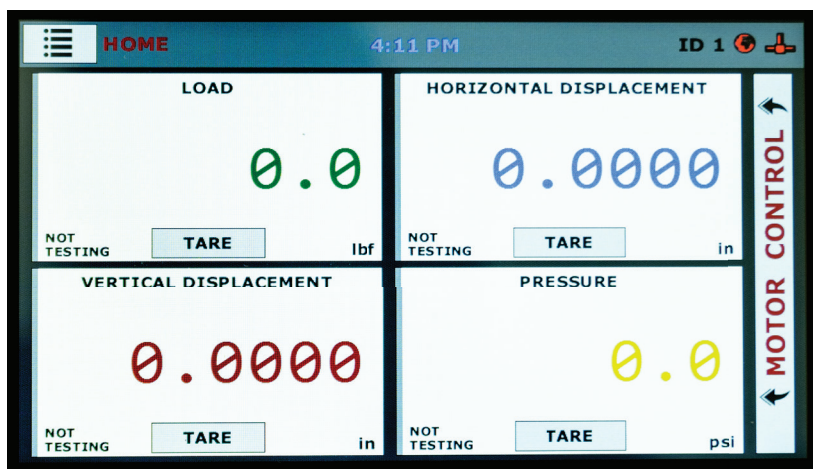 HOME
4:11 PM
ID 1
LOAD
0.0
NOT
TESTING
TARE
lbf
HORIZONTAL DISPLACEMENT
0.0000
NOT
TESTING
TARE
in
VERTICAL DISPLACEMENT
0.0000
NOT
TESTING
TARE
in
PRESSURE
0.0
NOT
TESTING
TARE
psi
MOTOR CONTROL